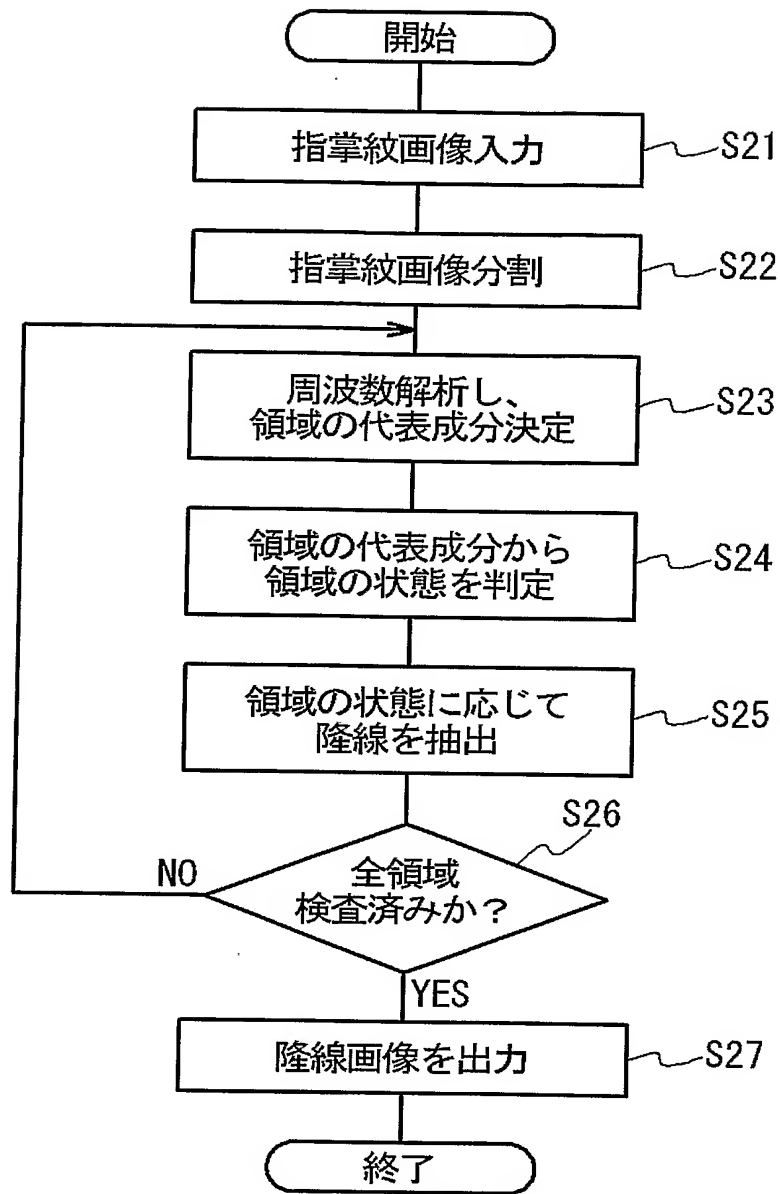 開始
指掌紋画像入力
S21
指掌紋画像分割
S22
周波数解析し、
領域の代表成分決定
S23
領域の代表成分から
領域の状態を判定
S24
領域の状態に応じて
隆線を抽出
S25
S26
全領域
検査済みか？
NO
YES
隆線画像を出力
S27
終了